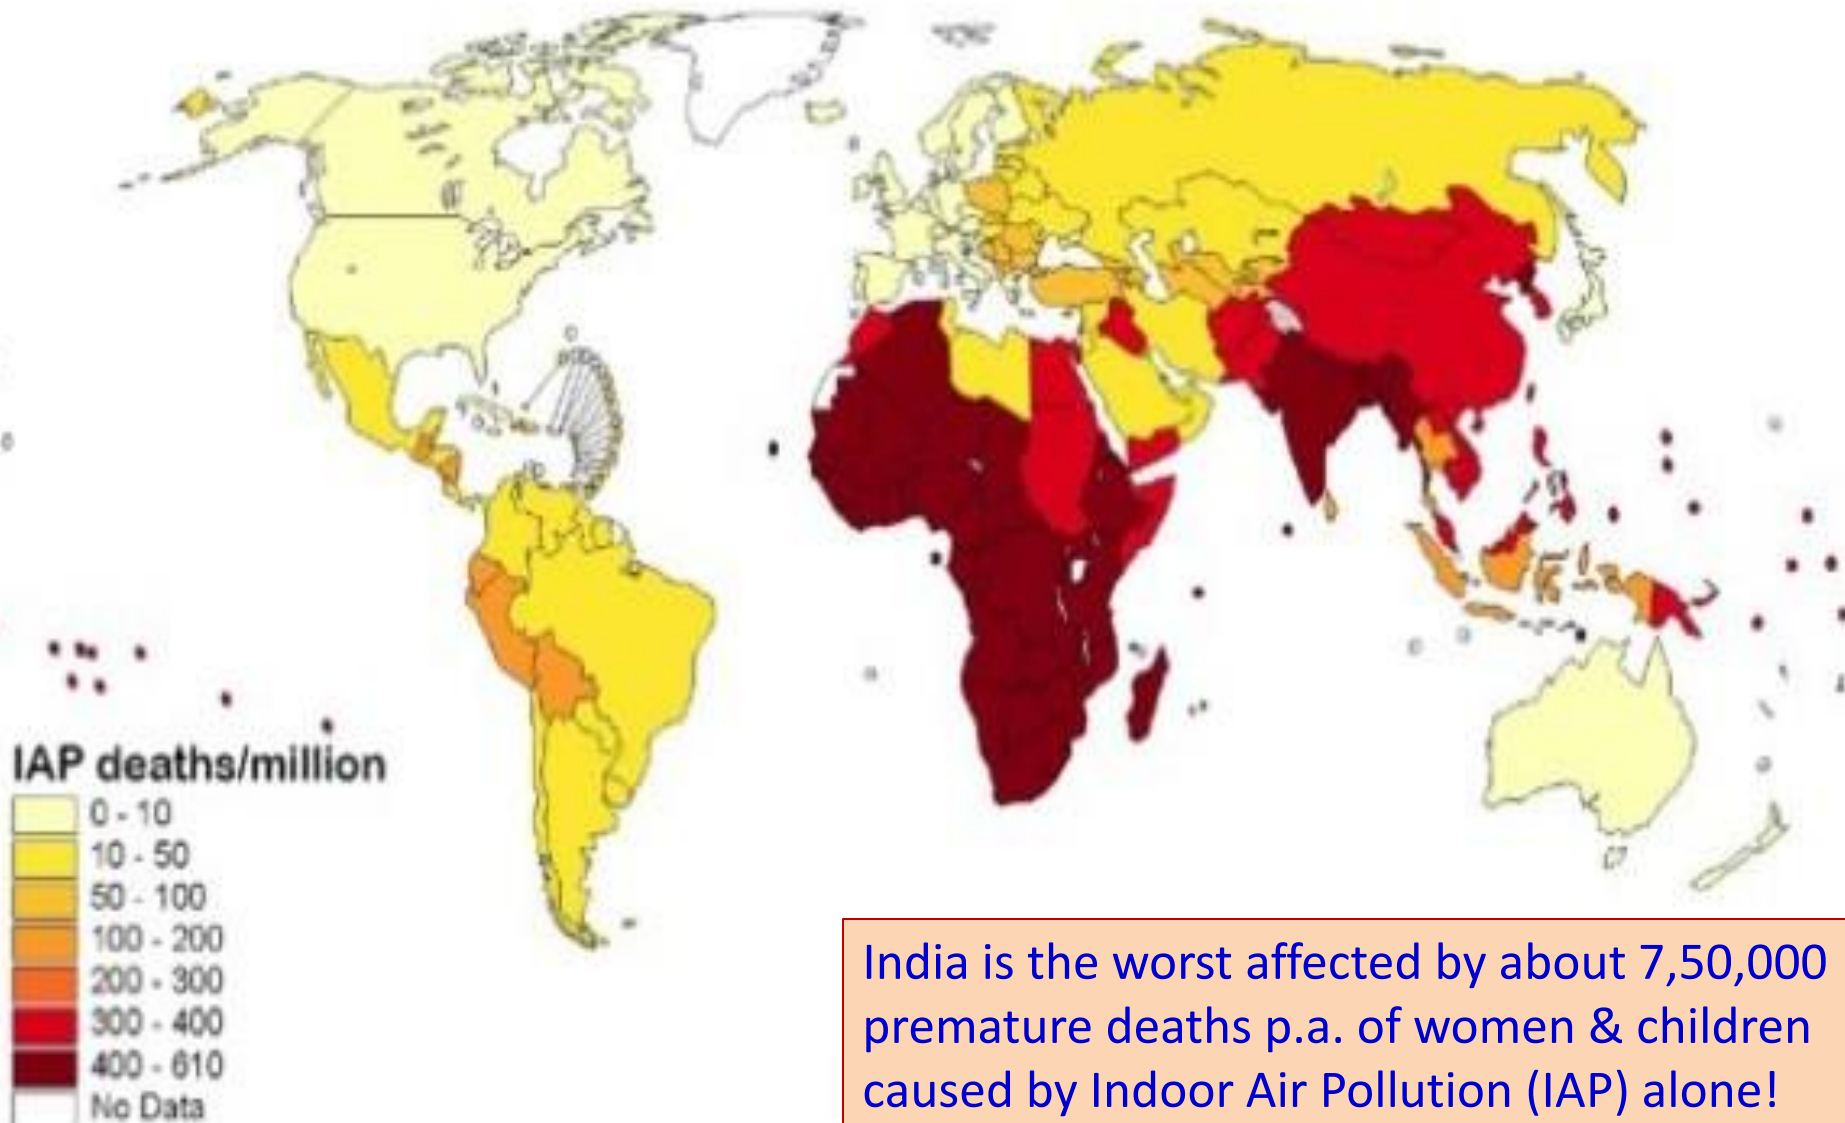 IAP deaths/million
0 - 10
10 - 50
50 - 100
100 - 200
200 - 300
300 - 400
400 - 610
No Data
India is the worst affected by about 7,50,000
premature deaths p.a. of women & children
caused by Indoor Air Pollution (IAP) alone!